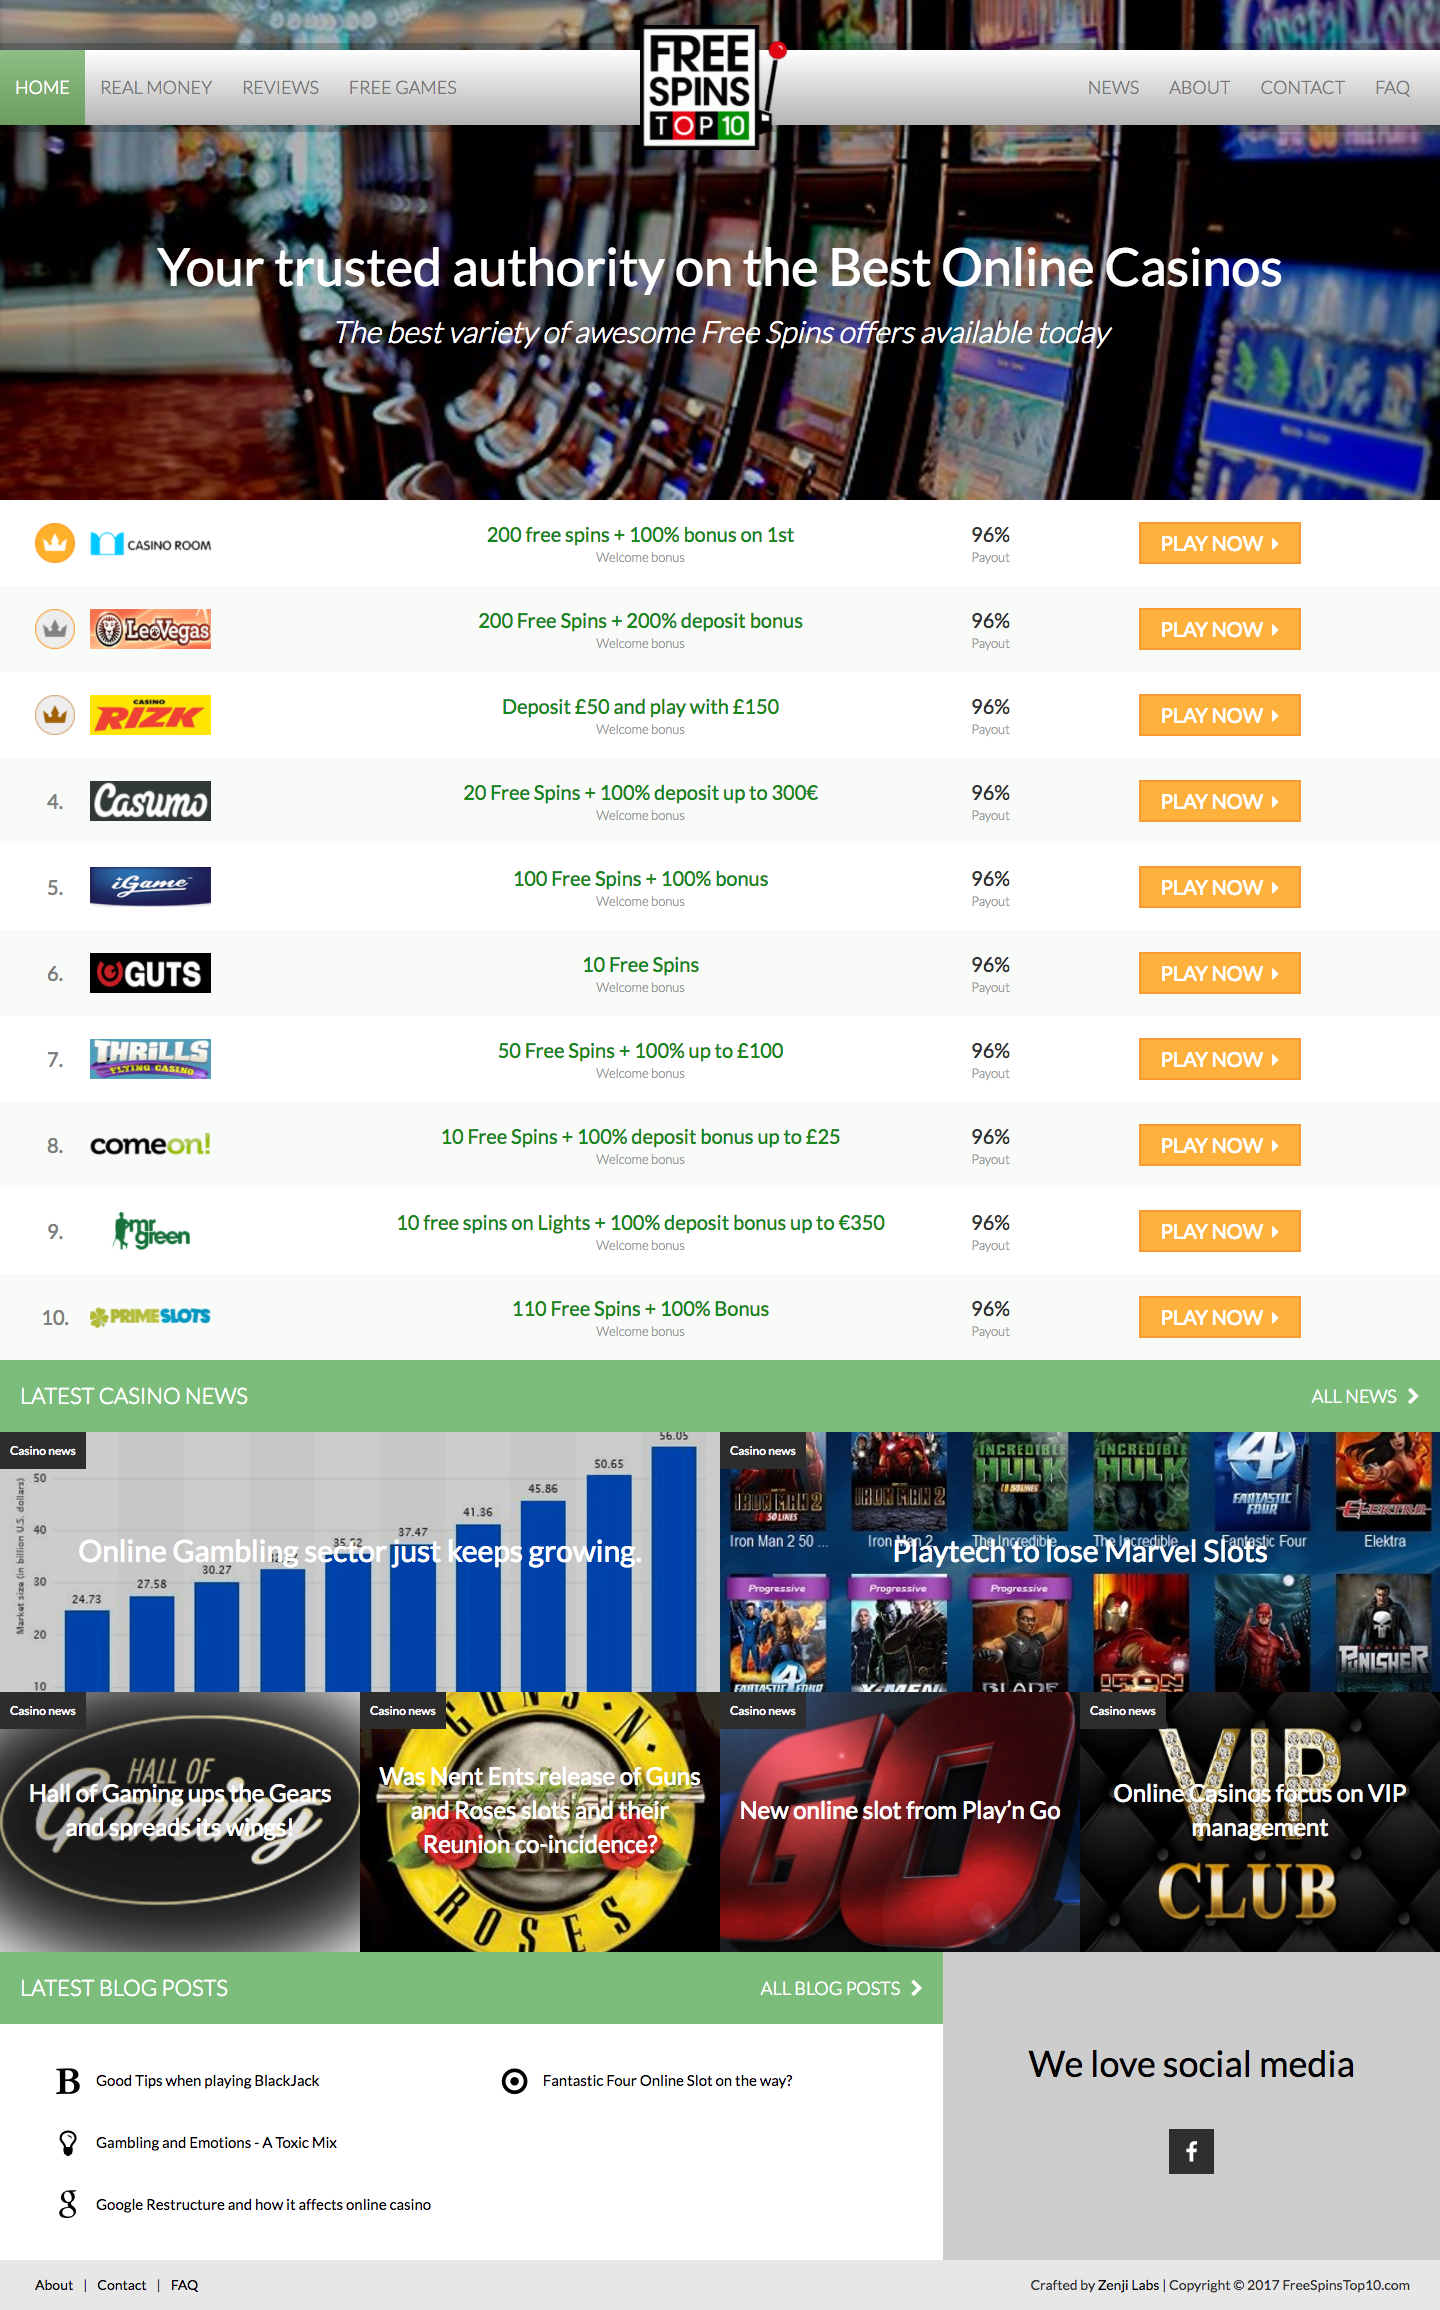 FREE
SPINS
TOP 10
HOME REAL MONEY REVIEWS FREE GAMES NEWS ABOUT CONTACT FAQ
Your trusted authority on the Best Online Casinos
The best variety of awesome Free Spins offers available today
CASINO ROOM
200 free spins + 100% bonus on 1st
Welcome bonus
96%
Payout
PLAY NOW
LeoVegas
200 Free Spins + 200% deposit bonus
Welcome bonus
96%
Payout
PLAY NOW
CASINO
RIZK
Deposit £50 and play with £150
Welcome bonus
96%
Payout
PLAY NOW
4.
Casumo
20 Free Spins + 100% deposit up to 300€
Welcome bonus
96%
Payout
PLAY NOW
5.
iGame
100 Free Spins + 100% bonus
Welcome bonus
96%
Payout
PLAY NOW
6.
GUTS
10 Free Spins
Welcome bonus
96%
Payout
PLAY NOW
7.
THRILLS
FLYING CASINO
50 Free Spins + 100% up to £100
Welcome bonus
96%
Payout
PLAY NOW
8.
comeon!
10 Free Spins + 100% deposit bonus up to £25
Welcome bonus
96%
Payout
PLAY NOW
9.
mr
green
10 free spins on Lights + 100% deposit bonus up to €350
Welcome bonus
96%
Payout
PLAY NOW
10.
PRIMESLOTS
110 Free Spins + 100% Bonus
Welcome bonus
96%
Payout
PLAY NOW
LATEST CASINO NEWS
ALL NEWS
Casino news
Market size (in billion U.S. dollars)
50
40
30
20
10
24.73
27.58
30.27
35.52
37.47
41.36
45.86
50.65
56.05
Online Gambling sector just keeps growing.
Casino news
IRON MAN 2
50 LINES
IRON MAN 2
INCREDIBLE
HULK
50 LINES
INCREDIBLE
HULK
FANTASTIC
FOUR
ELEKTRA
Iron Man 2 50 ...
Iron Man 2
The Incredible
The Incredible
Fantastic Four
Elektra
Playtech to lose Marvel Slots
Progressive
Progressive
Progressive
FANTASTIC FOUR
X-MEN
BLADE
IRON
PUNISHER
Casino news
HALL OF
Gaming
Hall of Gaming ups the Gears
and spreads its wings!
Casino news
GUNS N'
ROSES
Was Nent Ents release of Guns
and Roses slots and their
Reunion co-incidence?
Casino news
GO
New online slot from Play'n Go
Casino news
VIP
CLUB
Online Casinos focus on VIP
management
LATEST BLOG POSTS
ALL BLOG POSTS
B Good Tips when playing BlackJack
Fantastic Four Online Slot on the way?
Gambling and Emotions - A Toxic Mix
g Google Restructure and how it affects online casino
We love social media
f
About | Contact | FAQ
Crafted by Zenji Labs | Copyright © 2017 FreeSpinsTop10.com